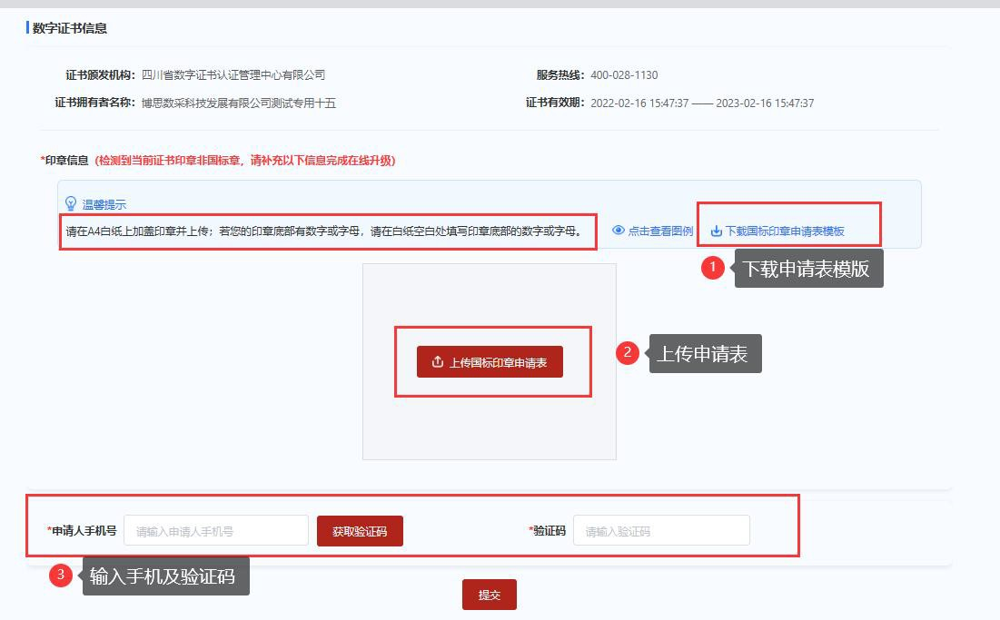 数字证书信息
证书颁发机构： 四川省数字证书认证管理中心有限公司 服务热线： 400-028-1130
证书拥有者名称： 博思数采科技发展有限公司测试专用十五 证书有效期： 2022-02-16 15:47:37 —— 2023-02-16 15:47:37
*印章信息（检测到当前证书印章非国标章，请补充以下信息完成在线升级）
温馨提示
请在A4白纸上加盖印章并上传；若您的印章底部有数字或字母，请在白纸空白处填写印章底部的数字或字母。 点击查看图例 下载国标印章申请表模板
1 下载申请表模版
上传国标印章申请表
2 上传申请表
*申请人手机号 请输入申请人手机号 获取验证码 *验证码 请输入验证码
3 输入手机及验证码
提交